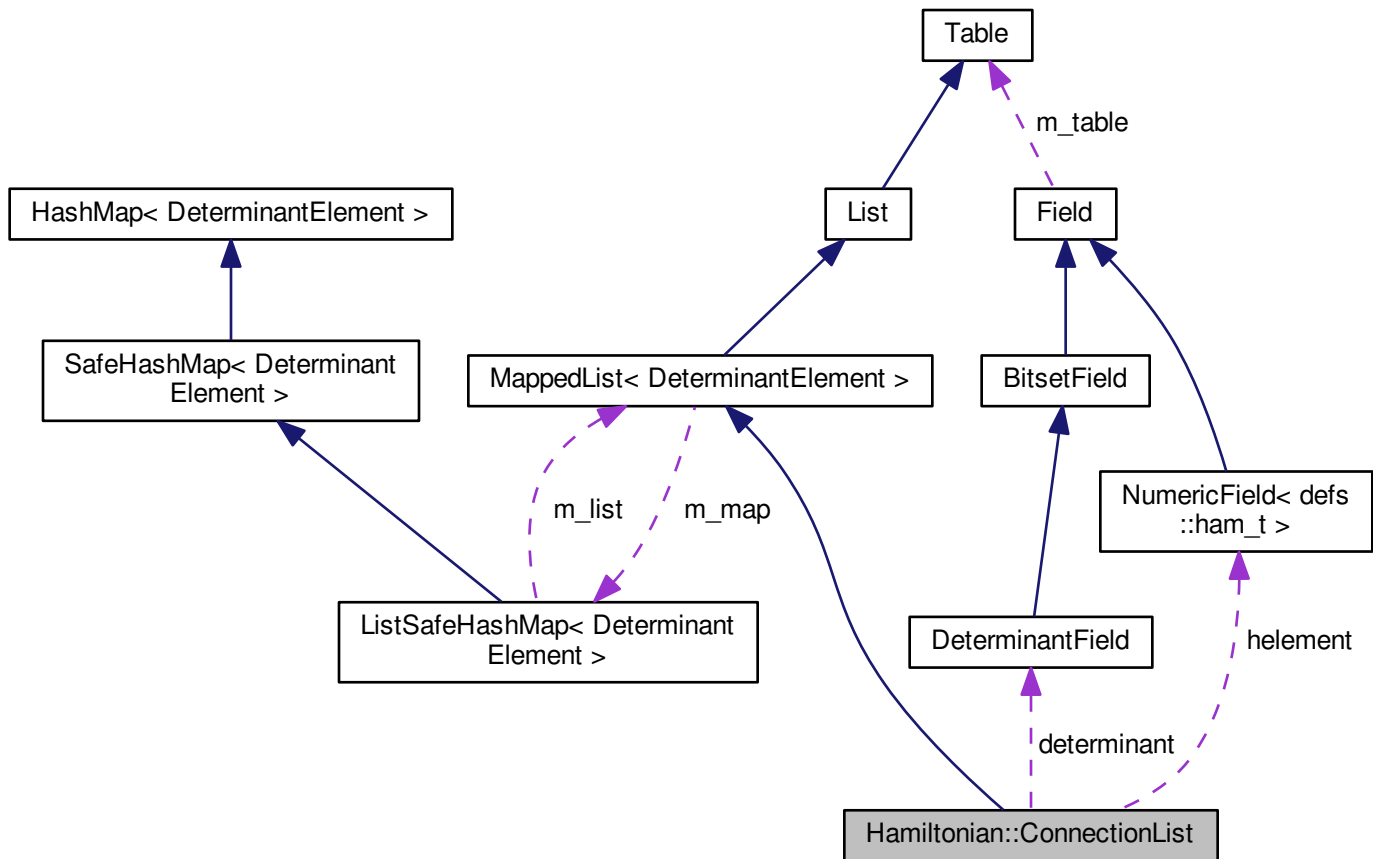 Table
m_table
HashMap< DeterminantElement >
List
Field
SafeHashMap< Determinant
Element >
MappedList< DeterminantElement >
BitsetField
m_list
m_map
NumericField< defs
::ham_t >
ListSafeHashMap< Determinant
Element >
DeterminantField
helement
determinant
Hamiltonian::ConnectionList